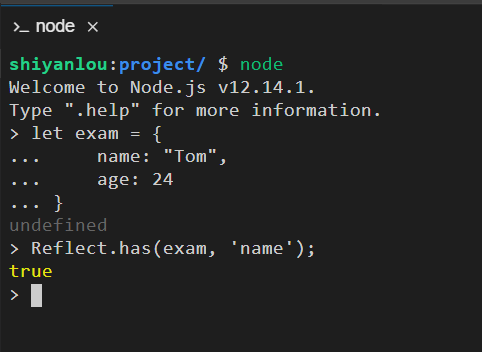 >_ node ×
shiyanlou:project/ $ node
Welcome to Node.js v12.14.1.
Type ".help" for more information.
> let exam = {
...     name: "Tom",
...     age: 24
... }
undefined
> Reflect.has(exam, 'name');
true
>